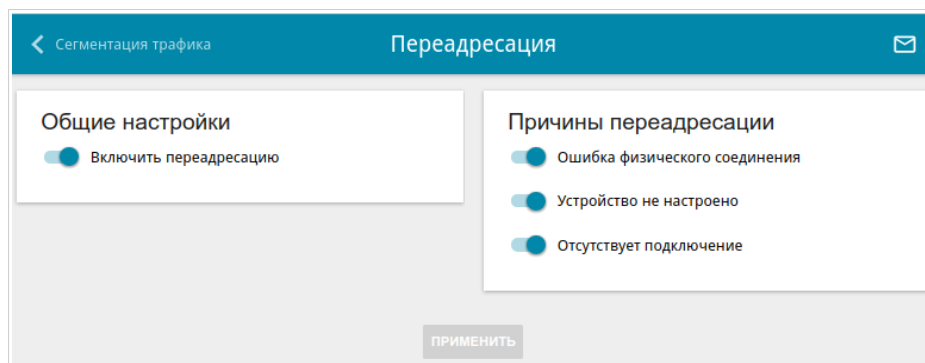 Сегментация трафика
Переадресация
Общие настройки
Включить переадресацию
Причины переадресации
Ошибка физического соединения
Устройство не настроено
Отсутствует подключение
ПРИМЕНИТЬ